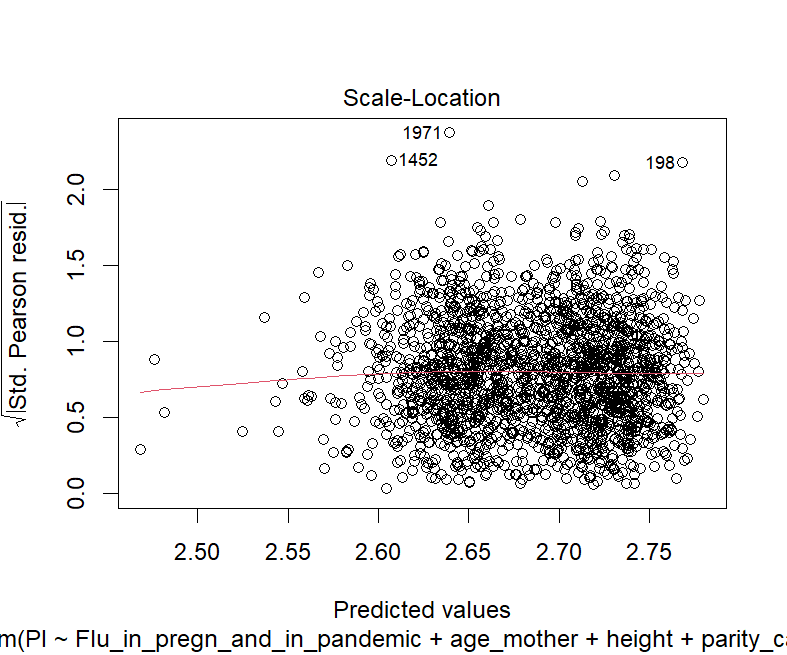 Scale-Location
√|Std. Pearson resid.|
2.0
1.5
1.0
0.5
0.0
1971
1452
198
2.50 2.55 2.60 2.65 2.70 2.75
Predicted values
m(PI ~ Flu_in_pregn_and_in_pandemic + age_mother + height + parity_ca